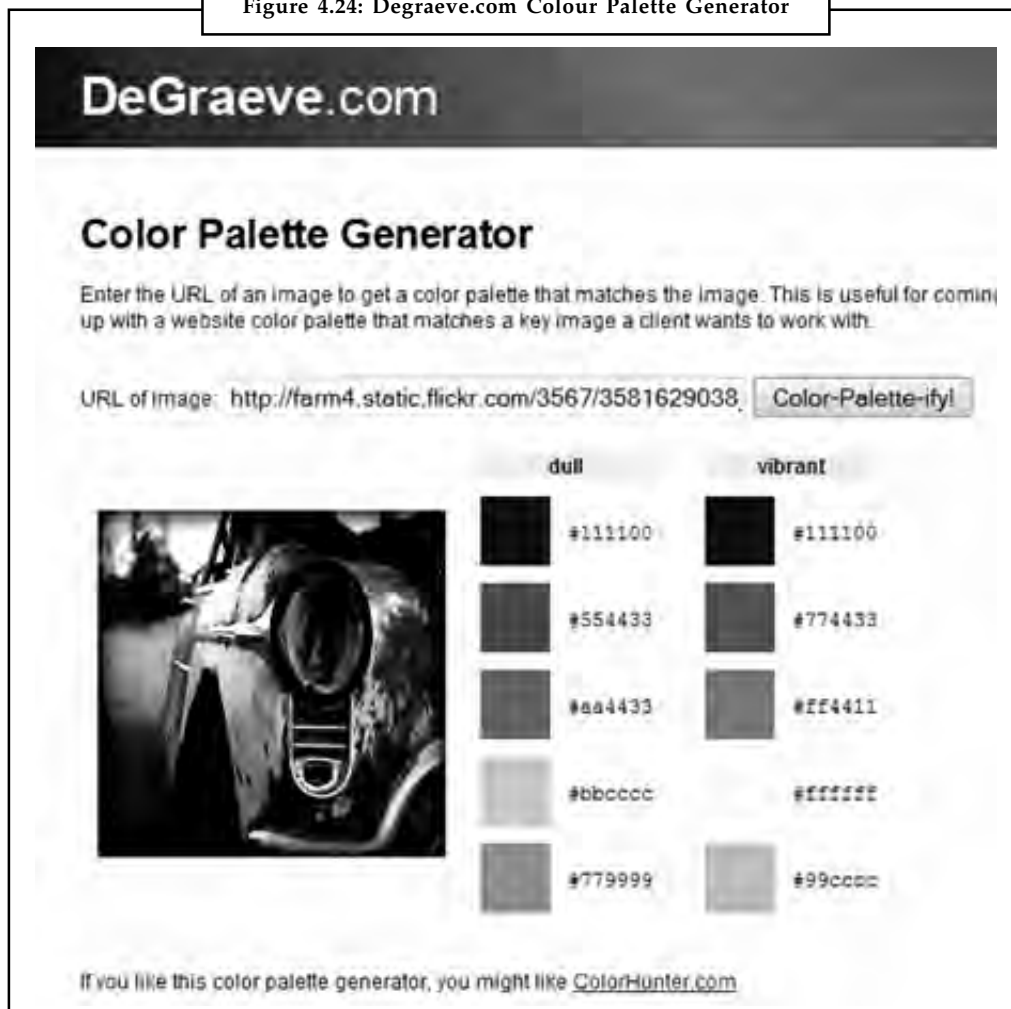 Figure 4.24: Degraeve.com Colour Palette Generator
DeGraeve.com
Color Palette Generator
Enter the URL of an image to get a color palette that matches the image. This is useful for coming
up with a website color palette that matches a key image a client wants to work with.
URL of image: http://farm4.static.flickr.com/3567/3581629038_ Color-Palette-ify!
dull vibrant
#111100 #111100
#554433 #774433
#aa4433 #ff4411
#bbcccc #ffffff
#779999 #99cccc
If you like this color palette generator, you might like ColorHunter.com